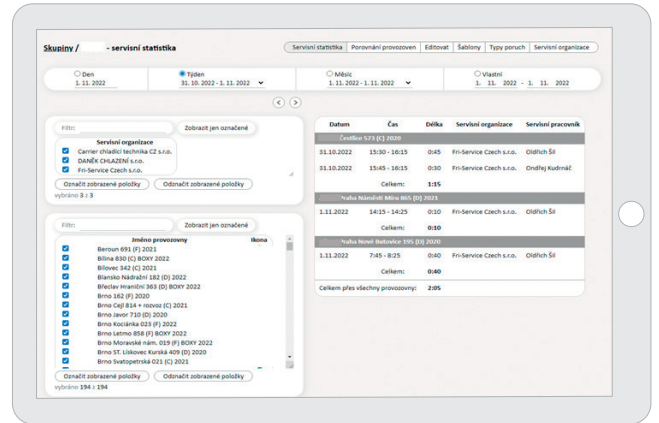 Skupiny / - servisní statistika
Servisní statistika Porovnání provozoven Editovat Šablony Typy poruch Servisní organizace
Den
1. 11. 2022
Týden
31. 10. 2022 - 1. 11. 2022
Měsíc
1. 11. 2022 - 1. 11. 2022
Vlastní
1. 11. 2022 - 1. 11. 2022
Filtr:
Zobrazit jen označené
Servisní organizace
Carrier chladicí technika CZ s.r.o.
DANĚK CHLAZENÍ s.r.o.
Fri-Service Czech s.r.o.
Označit zobrazené položky Odznačit zobrazené položky
vybráno 3 z 3
Filtr:
Zobrazit jen označené
Jméno provozovny Ikona
Beroun 691 (F) 2021
Bílina 830 (C) BOXY 2022
Bílovec 342 (C) 2021
Blansko Nádražní 182 (D) 2022
Břeclav Hraniční 363 (D) BOXY 2022
Brno 162 (F) 2020
Brno Cejl 814 + rozvoz (C) 2021
Brno Javor 710 (D) 2020
Brno Kociánka 023 (F) 2022
Brno Letmo 858 (F) BOXY 2022
Brno Moravské nám. 019 (F) BOXY 2022
Brno ST. Lískovec Kurská 409 (D) 2020
Brno Svatopetrská 021 (C) 2021
Označit zobrazené položky Odznačit zobrazené položky
vybráno 194 z 194
Datum Čas Délka Servisní organizace Servisní pracovník
Čestlice 573 (C) 2020
31.10.2022 15:30 - 16:15 0:45 Fri-Service Czech s.r.o. Oldřich Šíl
31.10.2022 15:45 - 16:15 0:30 Fri-Service Czech s.r.o. Ondřej Kudrnáč
Celkem: 1:15
Praha Náměstí Míru 865 (D) 2021
1.11.2022 14:15 - 14:25 0:10 Fri-Service Czech s.r.o. Oldřich Šíl
Celkem: 0:10
Praha Nové Butovice 195 (D) 2020
1.11.2022 7:45 - 8:25 0:40 Fri-Service Czech s.r.o. Oldřich Šíl
Celkem: 0:40
Celkem přes všechny provozovny: 2:05